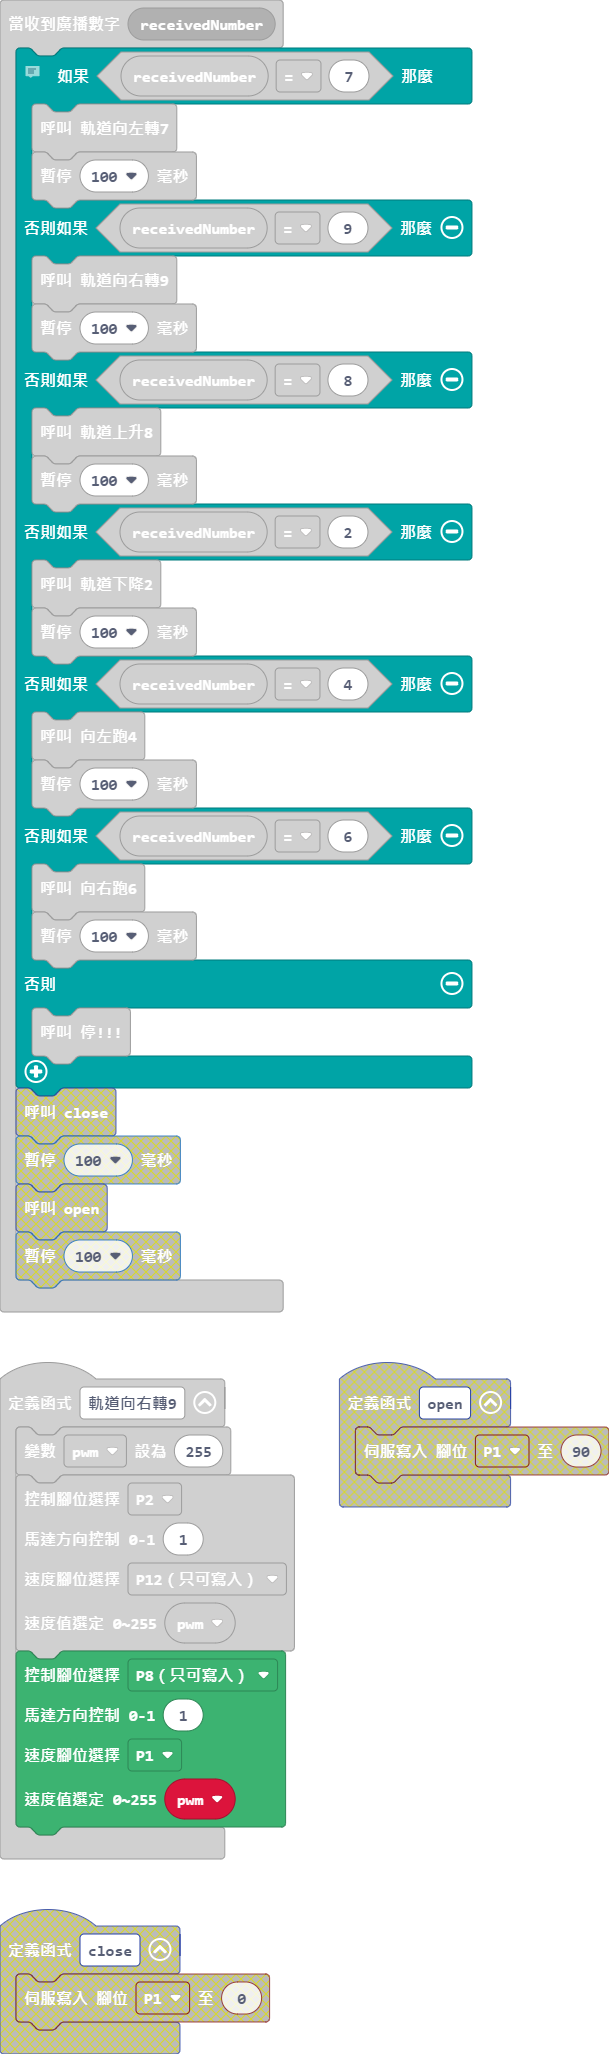 當收到廣播數字 receivedNumber
如果 receivedNumber = 7 那麼
呼叫 軌道向左轉7
暫停 100 毫秒
否則如果 receivedNumber = 9 那麼
呼叫 軌道向右轉9
暫停 100 毫秒
否則如果 receivedNumber = 8 那麼
呼叫 軌道上升8
暫停 100 毫秒
否則如果 receivedNumber = 2 那麼
呼叫 軌道下降2
暫停 100 毫秒
否則如果 receivedNumber = 4 那麼
呼叫 向左跑4
暫停 100 毫秒
否則如果 receivedNumber = 6 那麼
呼叫 向右跑6
暫停 100 毫秒
否則
呼叫 停!!!
呼叫 close
暫停 100 毫秒
呼叫 open
暫停 100 毫秒
定義函式 軌道向右轉9
變數 pwm 設為 255
控制腳位選擇 P2
馬達方向控制 0-1 1
速度腳位選擇 P12（只可寫入）
速度值選定 0~255 pwm
控制腳位選擇 P8（只可寫入）
馬達方向控制 0-1 1
速度腳位選擇 P1
速度值選定 0~255 pwm
定義函式 open
伺服寫入 腳位 P1 至 90
定義函式 close
伺服寫入 腳位 P1 至 0